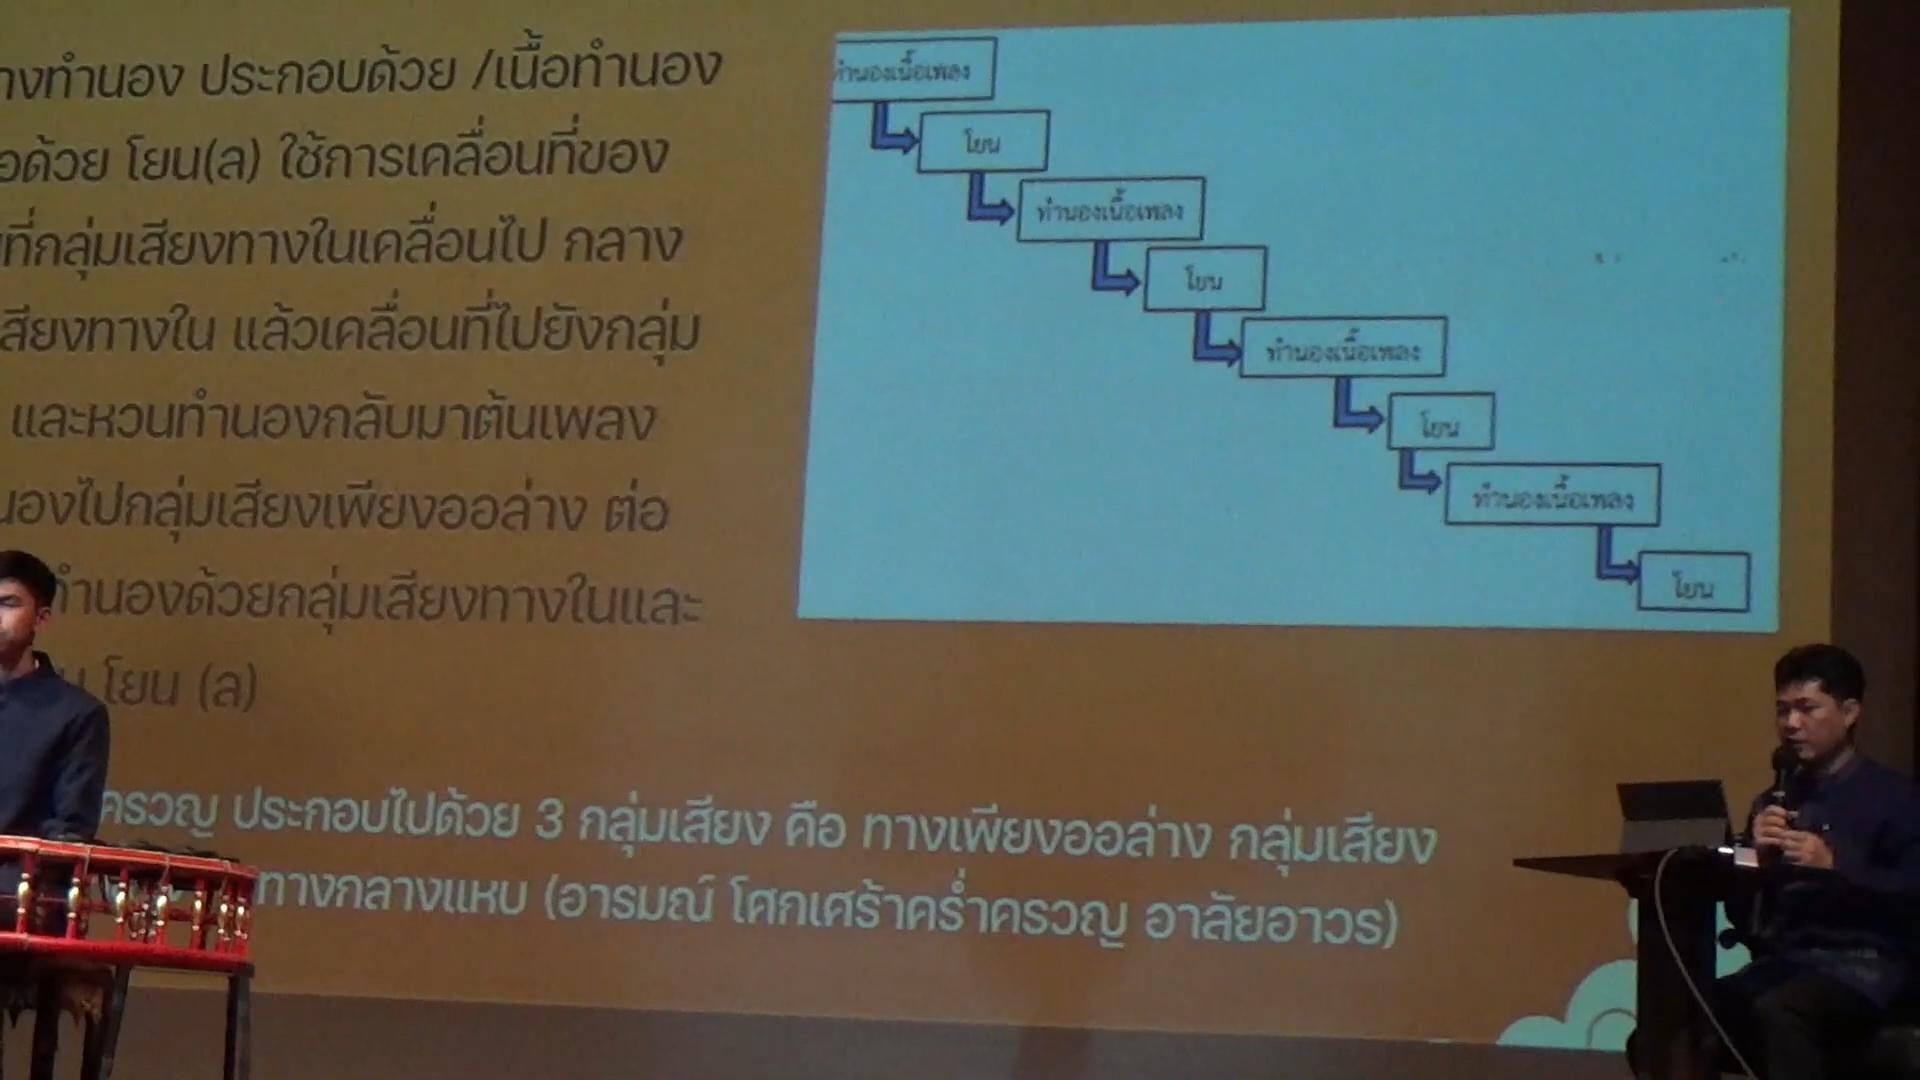 างทำนอง ประกอบด้วย /เนื้อทำนอง
อด้วย โยน(ล) ใช้การเคลื่อนที่ของ
ที่กลุ่มเสียงทางในเคลื่อนไป กลาง
เสียงทางใน แล้วเคลื่อนที่ไปยังกลุ่ม
และหวนทำนองกลับมาต้นเพลง
นองไปกลุ่มเสียงเพียงออล่าง ต่อ
ทำนองด้วยกลุ่มเสียงทางในและ
โยน (ล)
ทำนองเนื้อเพลง
โยน
ทำนองเนื้อเพลง
โยน
ทำนองเนื้อเพลง
โยน
ทำนองเนื้อเพลง
โยน
ครวญ ประกอบไปด้วย 3 กลุ่มเสียง คือ ทางเพียงออล่าง กลุ่มเสียง
ทางกลางแหบ (อารมณ์ โศกเศร้าคร่ำครวญ อาลัยอาวร)